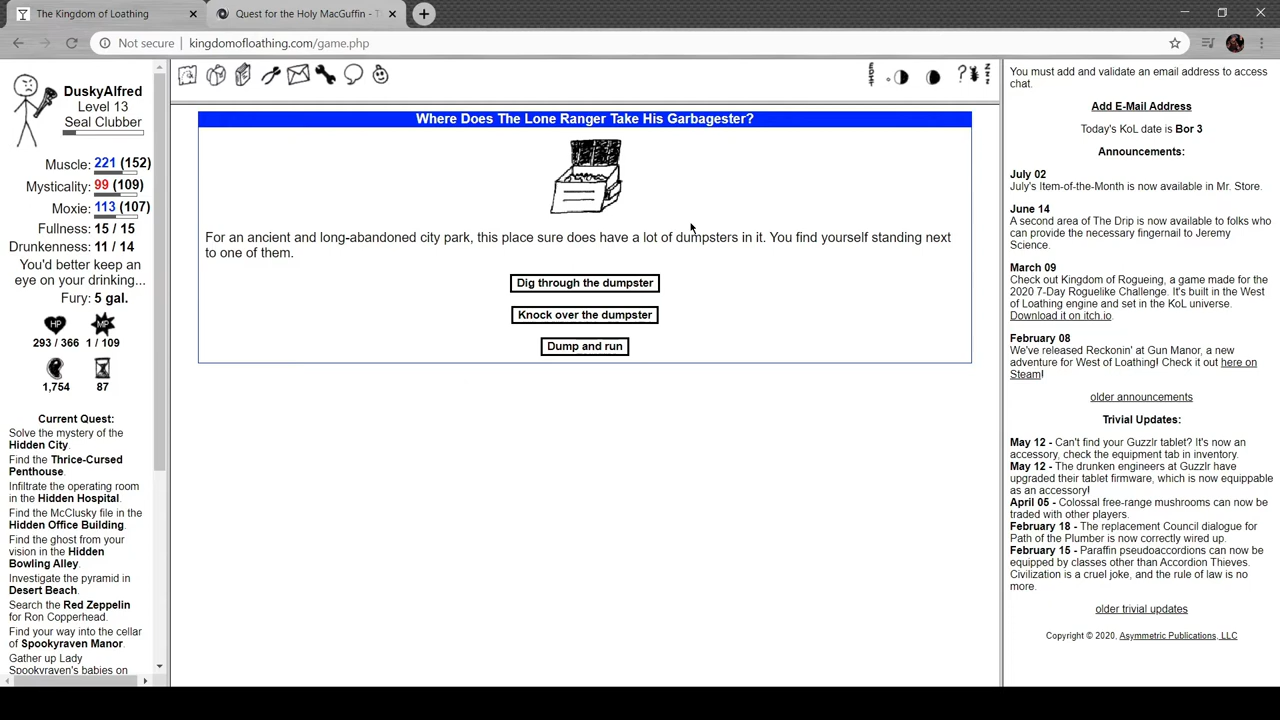 The Kingdom of Loathing
Quest for the Holy MacGuffin - T
Not secure | kingdomofloathing.com/game.php
DuskyAlfred
Level 13
Seal Clubber
Muscle: 221 (152)
Mysticality: 99 (109)
Moxie: 113 (107)
Fullness: 15 / 15
Drunkenness: 11 / 14
You'd better keep an
eye on your drinking...
Fury: 5 gal.
HP MP
293 / 366 1 / 109
1,754 87
Current Quest:
Solve the mystery of the
Hidden City.
Find the Thrice-Cursed
Penthouse.
Infiltrate the operating room
in the Hidden Hospital.
Find the McClusky file in the
Hidden Office Building.
Find the ghost from your
vision in the Hidden
Bowling Alley.
Investigate the pyramid in
Desert Beach.
Search the Red Zeppelin
for Ron Copperhead.
Find your way into the cellar
of Spookyraven Manor.
Gather up Lady
Spookyraven's babies on
Where Does The Lone Ranger Take His Garbagester?
For an ancient and long-abandoned city park, this place sure does have a lot of dumpsters in it. You find yourself standing next
to one of them.
Dig through the dumpster
Knock over the dumpster
Dump and run
You must add and validate an email address to access
chat.
Add E-Mail Address
Today's KoL date is Bor 3
Announcements:
July 02
July's Item-of-the-Month is now available in Mr. Store.
June 14
A second area of The Drip is now available to folks who
can provide the necessary fingernail to Jeremy
Science.
March 09
Check out Kingdom of Rogueing, a game made for the
2020 7-Day Roguelike Challenge. It's built in the West
of Loathing engine and set in the KoL universe.
Download it on itch.io.
February 08
We've released Reckonin' at Gun Manor, a new
adventure for West of Loathing! Check it out here on
Steam!
older announcements
Trivial Updates:
May 12 - Can't find your Guzzlr tablet? It's now an
accessory, check the equipment tab in inventory.
May 12 - The drunken engineers at Guzzlr have
upgraded their tablet firmware, which is now equippable
as an accessory!
April 05 - Colossal free-range mushrooms can now be
traded with other players.
February 18 - The replacement Council dialogue for
Path of the Plumber is now correctly wired up.
February 15 - Paraffin pseudoaccordions can now be
equipped by classes other than Accordion Thieves.
Civilization is a cruel joke, and the rule of law is no
more.
older trivial updates
Copyright © 2020, Asymmetric Publications, LLC